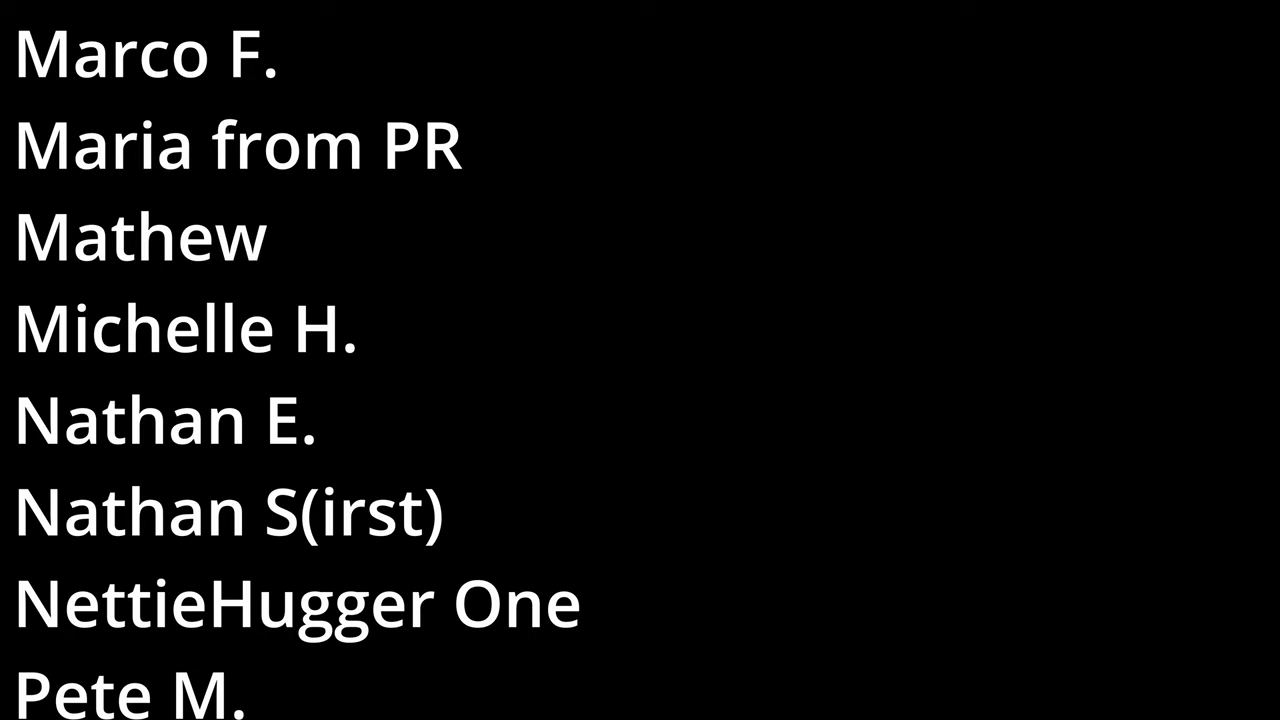 Marco F.
Maria from PR
Mathew
Michelle H.
Nathan E.
Nathan S(irst)
NettieHugger One
Pete M.